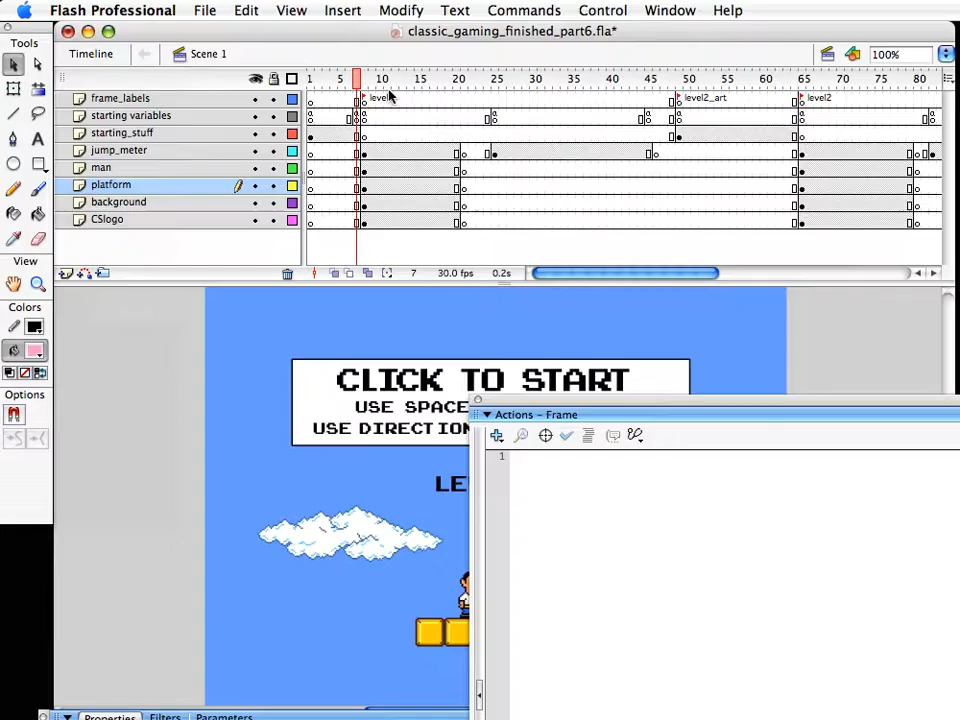 Flash Professional File Edit View Insert Modify Text Commands Control Window Help
Tools
classic_gaming_finished_part6.fla*
Timeline
Scene 1
100%
1 5 10 15 20 25 30 35 40 45 50 55 60 65 70 75 80
frame_labels
level2_art
level2
starting variables
starting_stuff
jump_meter
man
platform
background
CSlogo
View
7 30.0 fps 0.2s
Colors
Options
CLICK TO START
USE SPACE
USE DIRECTION
LE
Actions - Frame
1
Properties Filters Parameters